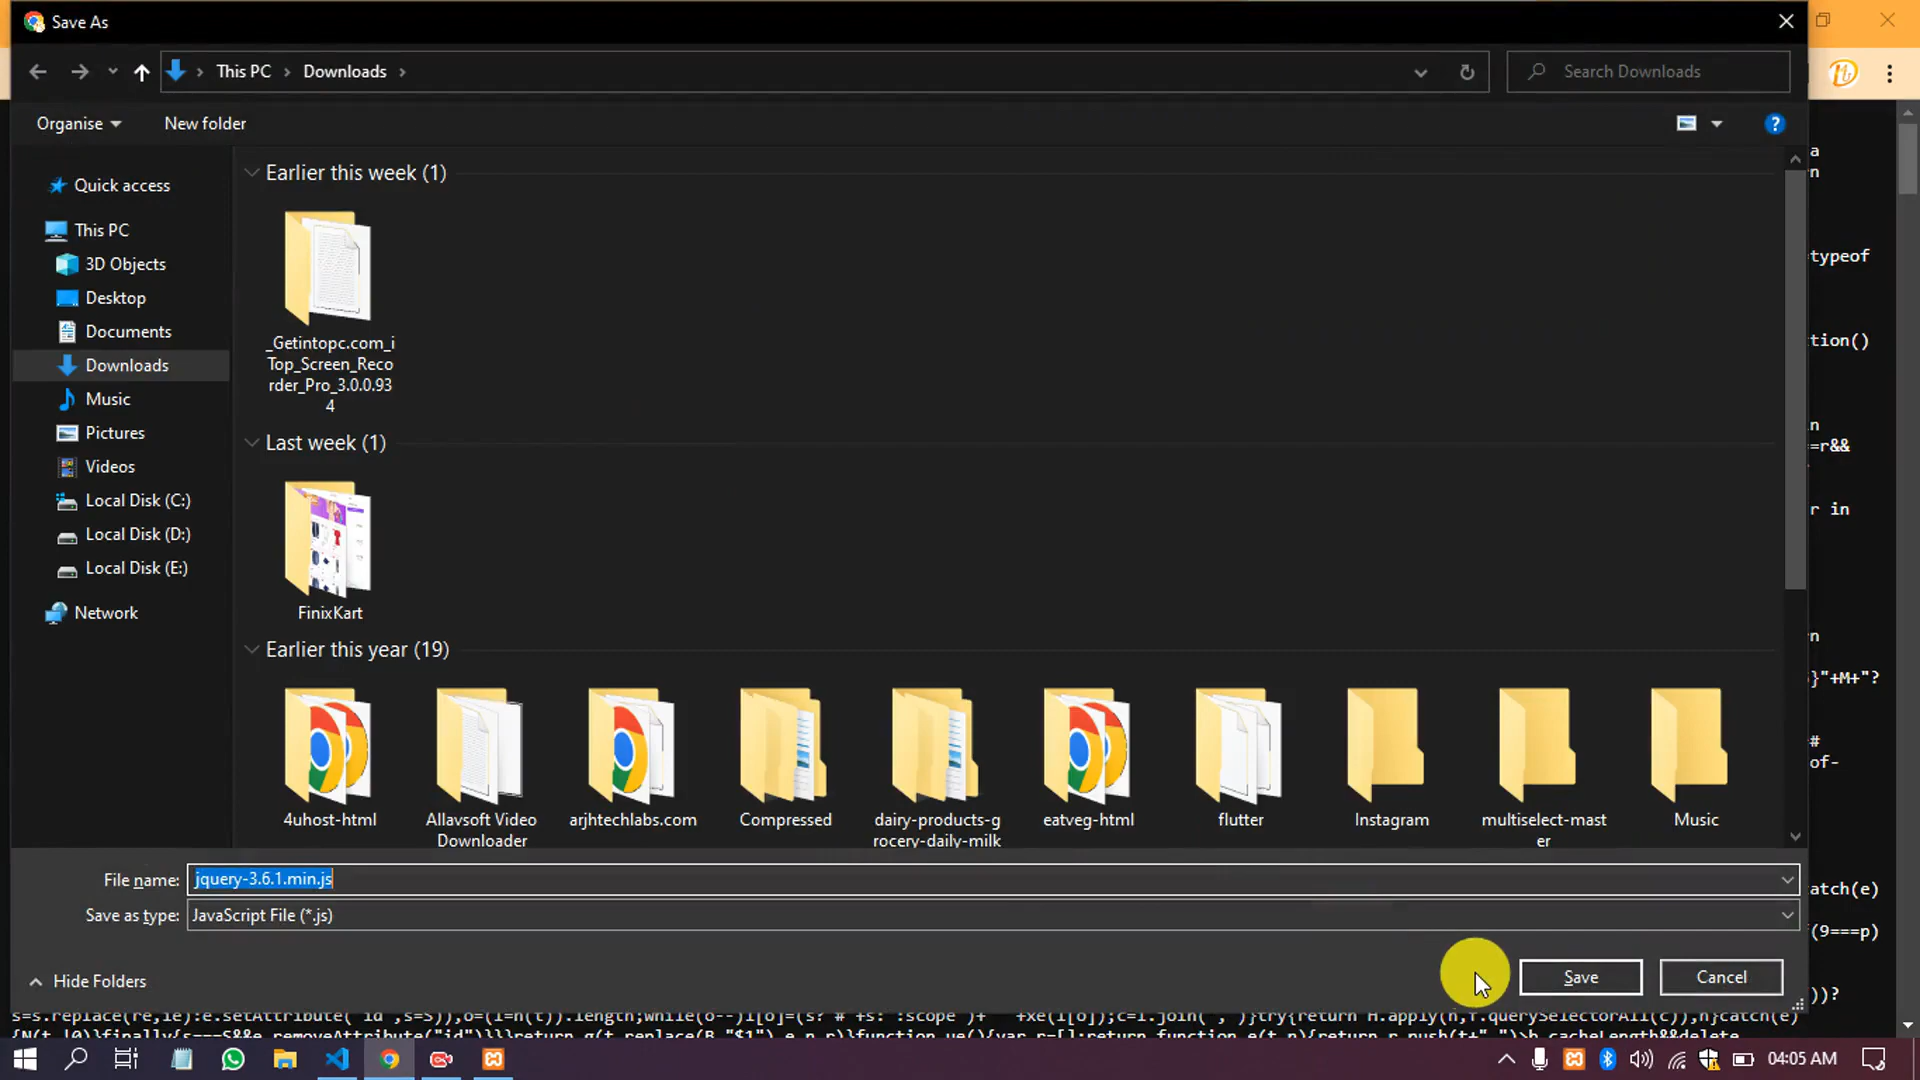 Save As
This PC
Downloads
Search Downloads
Organise
New folder
a
n
Quick access
This PC
3D Objects
Desktop
Documents
Downloads
Music
Pictures
Videos
Local Disk (C:)
Local Disk (D:)
Local Disk (E:)
Network
Earlier this week (1)
_Getintopc.com_i
Top_Screen_Reco
rder_Pro_3.0.0.93
4
Last week (1)
FinixKart
Earlier this year (19)
4uhost-html
Allavsoft Video
Downloader
arjhtechlabs.com
Compressed
dairy-products-g
rocery-daily-milk
eatveg-html
flutter
Instagram
multiselect-mast
er
Music
typeof
tion()
n
=r&&
r in
n
}"+M+"?
#
of-
atch(e)
(9===p)
))?
File name:
jquery-3.6.1.min.js
Save as type:
JavaScript File (*.js)
Hide Folders
Save
Cancel
04:05 AM